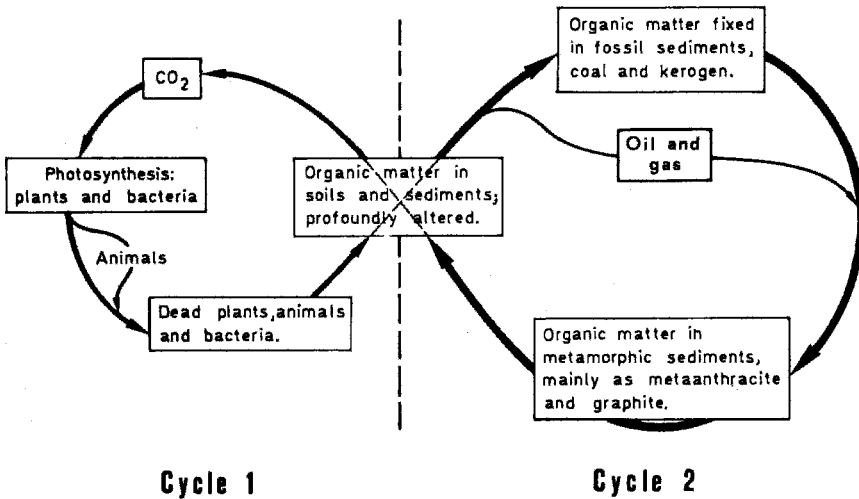 CO2
Photosynthesis:
plants and bacteria
Animals
Dead plants,animals
and bacteria.
Organic matter in
soils and sediments;
profoundly altered.
Organic matter fixed
in fossil sediments,
coal and kerogen.
Oil and
gas
Organic matter in
metamorphic sediments,
mainly as metaanthracite
and graphite.
Cycle 1
Cycle 2